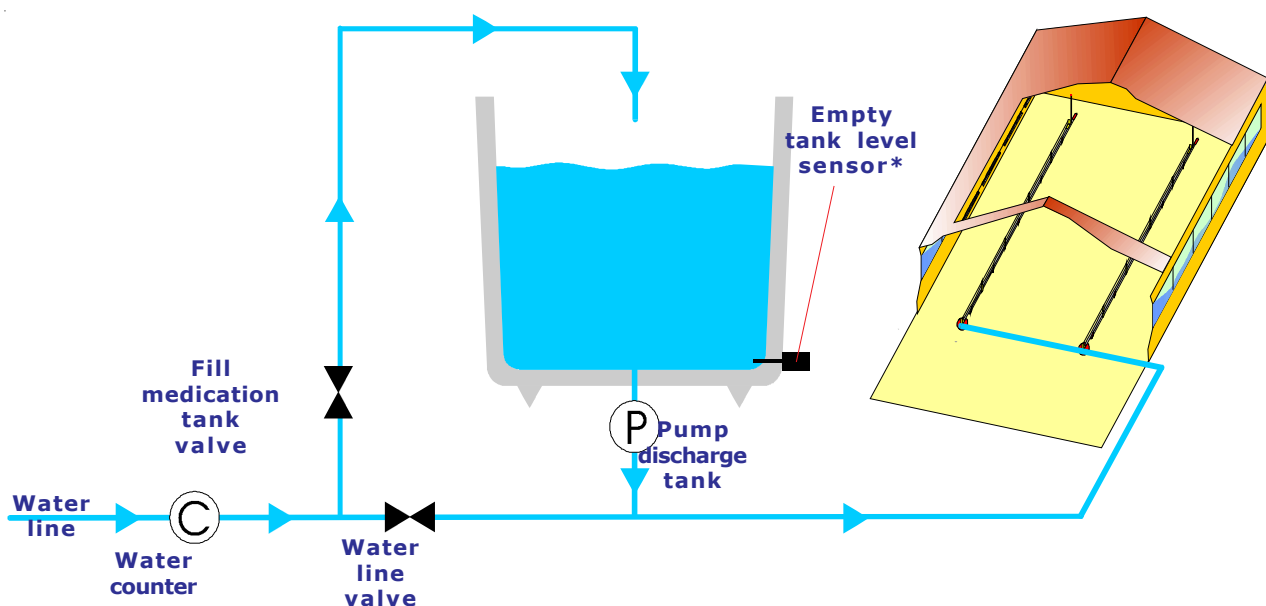 Empty
tank level
sensor*
Fill
medication
tank
valve
P
Pump
discharge
tank
Water
line
C
Water
counter
Water
line
valve